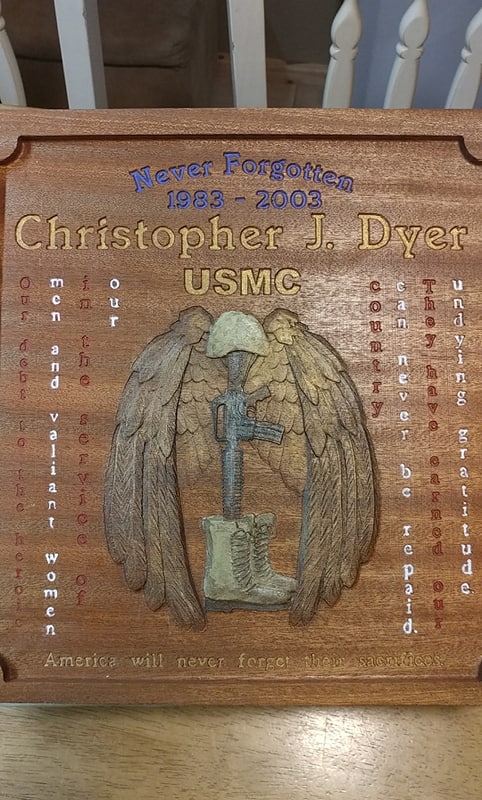 Never Forgotten
1983 - 2003
Christopher J. Dyer
USMC
Our debt to the heroic
men and valiant women
in the service of
our
country
can never be repaid.
They have earned our
undying gratitude.
America will never forget their sacrifices.